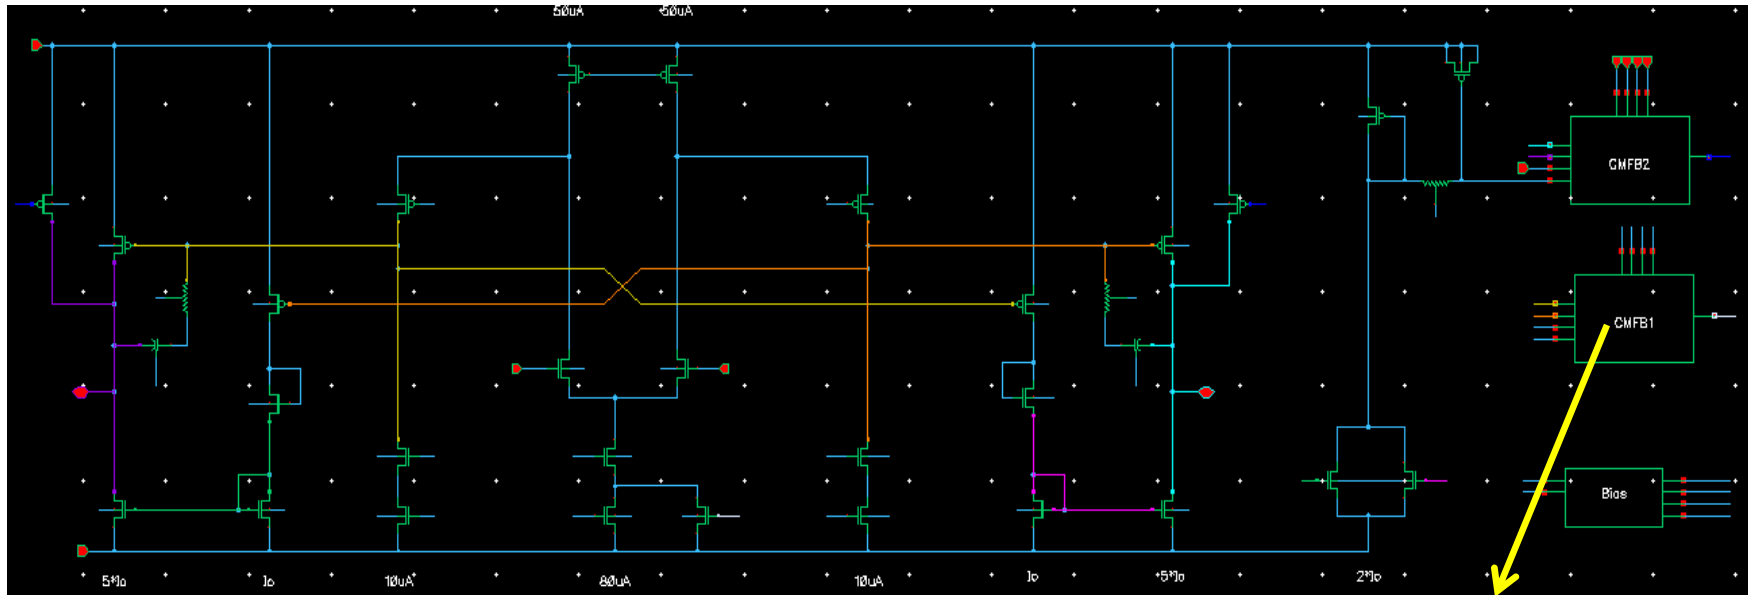 50uA 50uA
CMFB2
CMFB1
Bias
5*Io Io 10uA 80uA 10uA Io *5*Io 2*Io